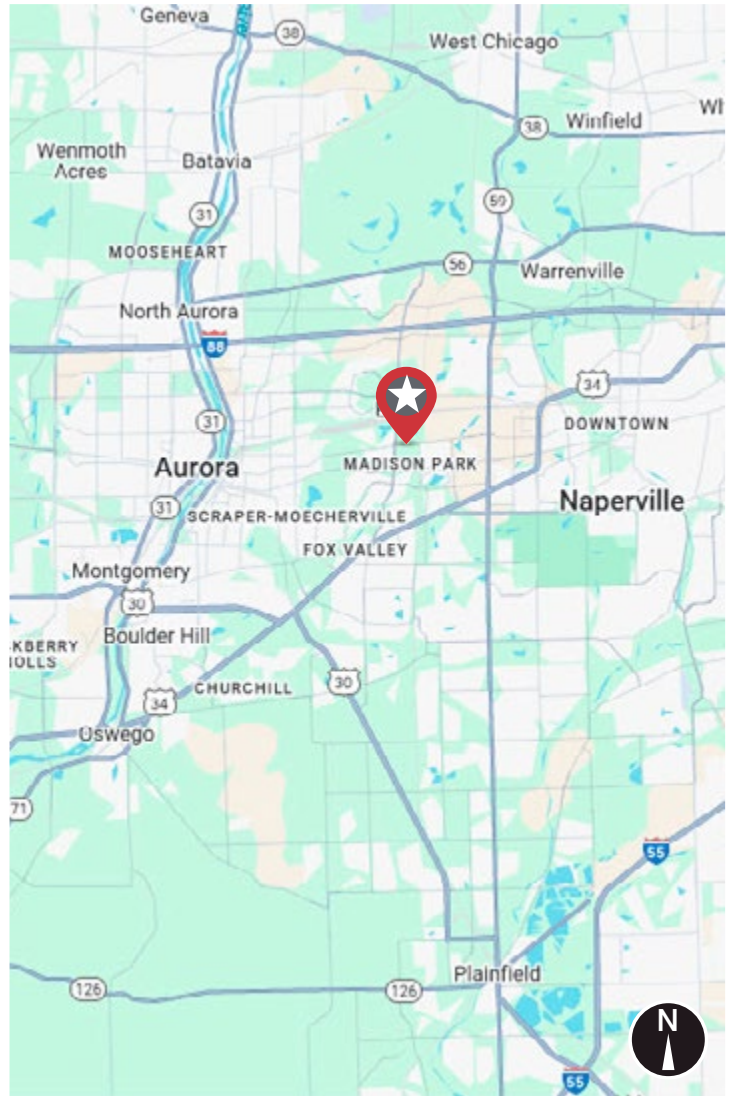 Geneva
38
West Chicago
Wh
38
Winfield
Wenmoth
Acres
Batavia
59
31
MOOSEHEART
56
Warrenville
North Aurora
88
34
31
DOWNTOWN
Aurora
MADISON PARK
Naperville
31
SCRAPER-MOECHERVILLE
FOX VALLEY
Montgomery
30
Boulder Hill
KBERRY
OLLS
30
CHURCHILL
34
Oswego
71
55
Plainfield
126
126
N
55